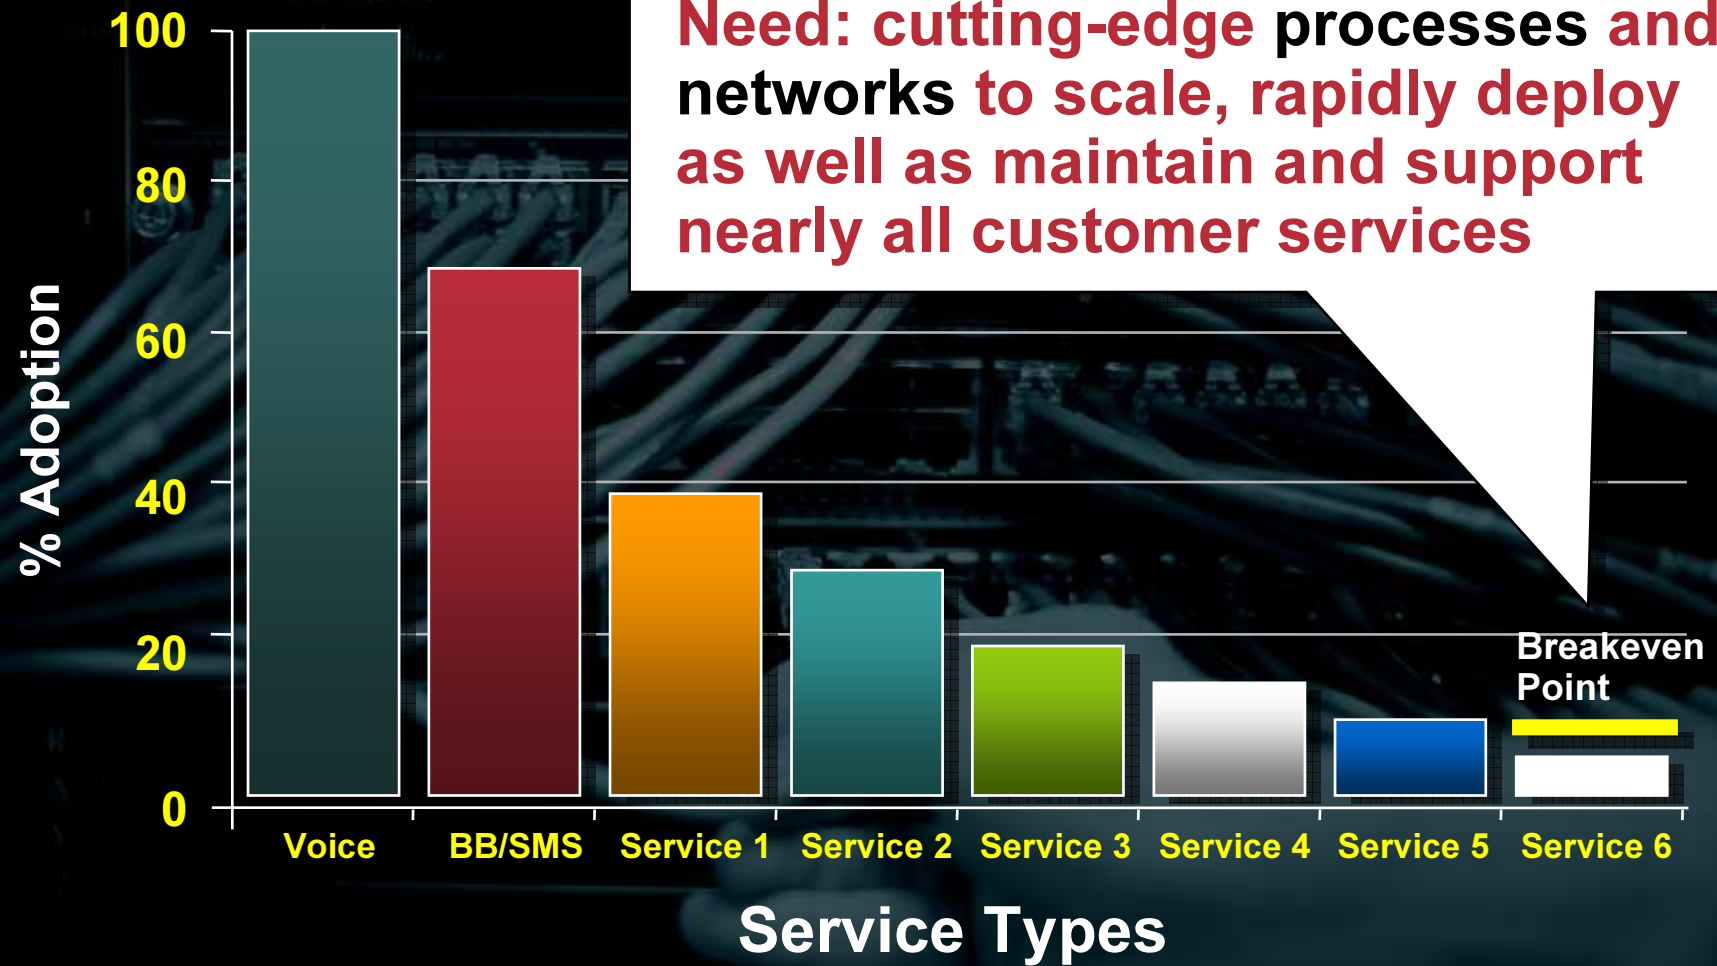 Need: cutting-edge processes and
networks to scale, rapidly deploy
as well as maintain and support
nearly all customer services
100
80
60
40
20
0
% Adoption
Breakeven
Point
Voice
BB/SMS
Service 1
Service 2
Service 3
Service 4
Service 5
Service 6
Service Types